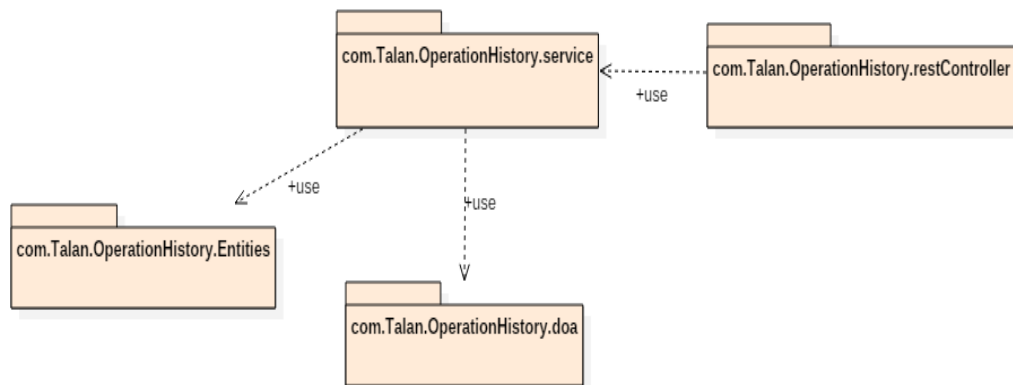 com.Talan.OperationHistory.service
com.Talan.OperationHistory.restController
+use
+use
+use
com.Talan.OperationHistory.Entities
com.Talan.OperationHistory.doa